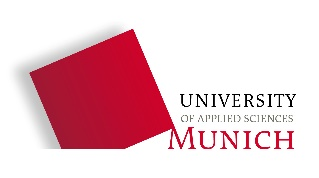 UNIVERSITY
OF APPLIED SCIENCES
MUNICH